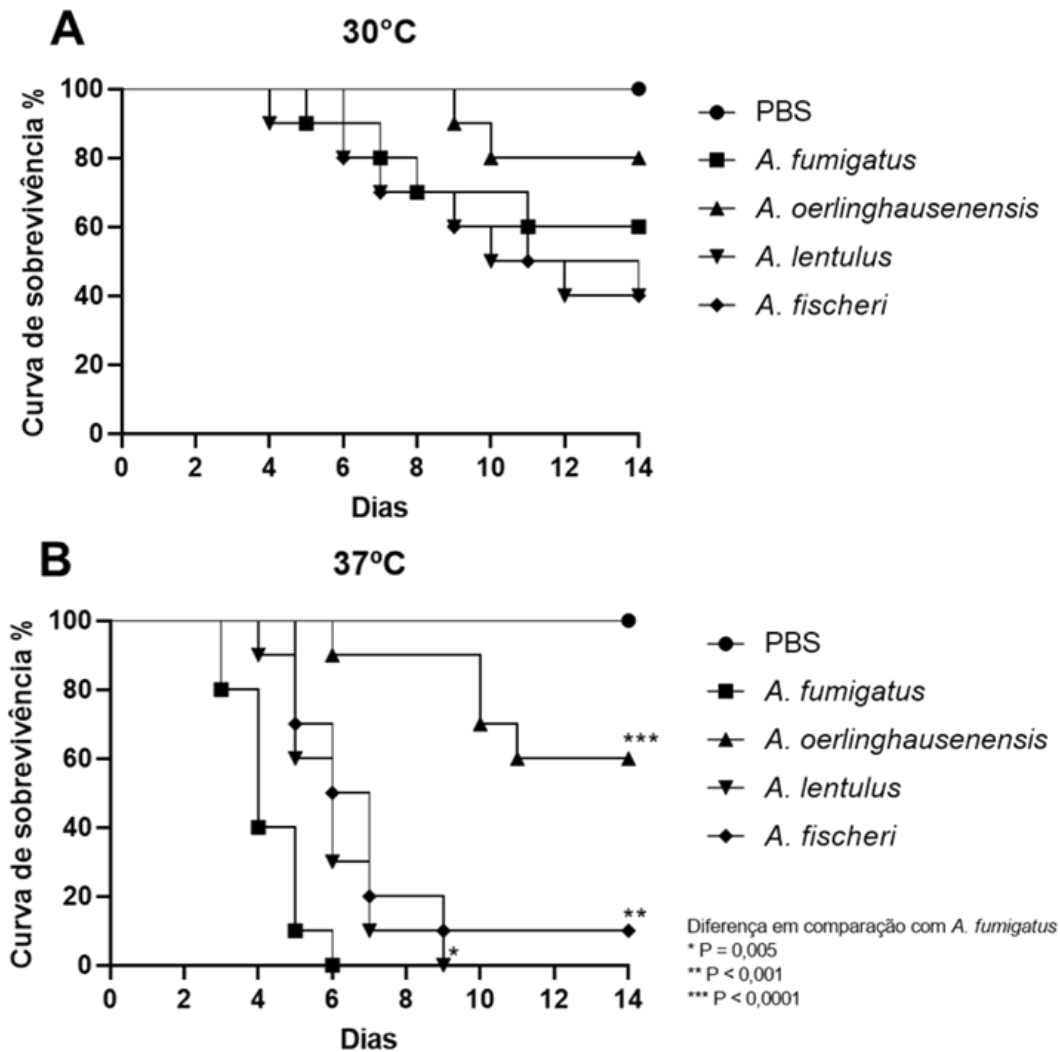 A
30°C
Curva de sobrevivência %
100
80
60
40
20
0
0 2 4 6 8 10 12 14
Dias
PBS
A. fumigatus
A. oerlinghausenensis
A. lentulus
A. fischeri
B
37ºC
Curva de sobrevivência %
100
80
60
40
20
0
0 2 4 6 8 10 12 14
Dias
***
**
*
PBS
A. fumigatus
A. oerlinghausenensis
A. lentulus
A. fischeri
Diferença em comparação com A. fumigatus
* P = 0,005
** P < 0,001
*** P < 0,0001